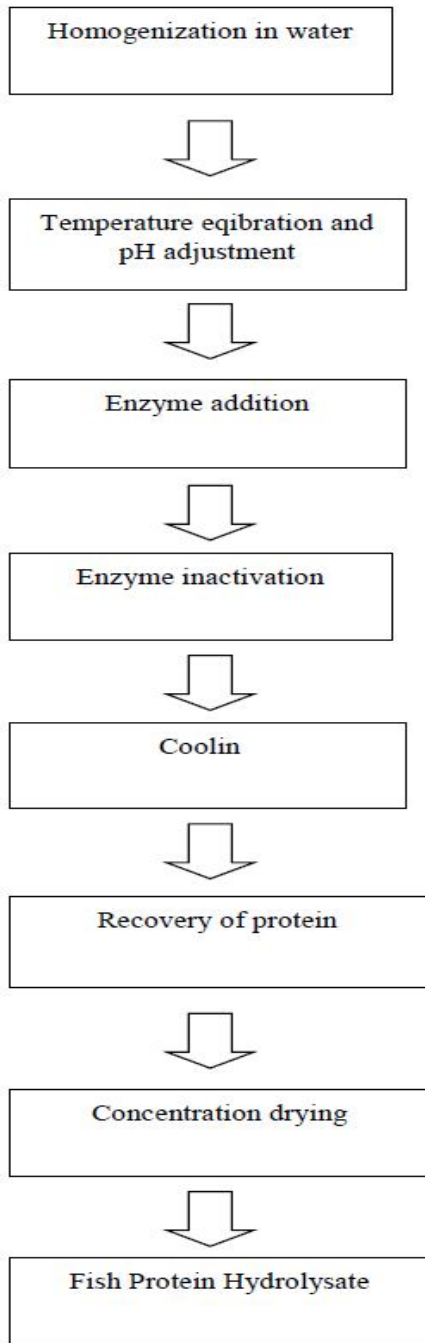 Homogenization in water
Temperature eqibration and
pH adjustment
Enzyme addition
Enzyme inactivation
Coolin
Recovery of protein
Concentration drying
Fish Protein Hydrolysate